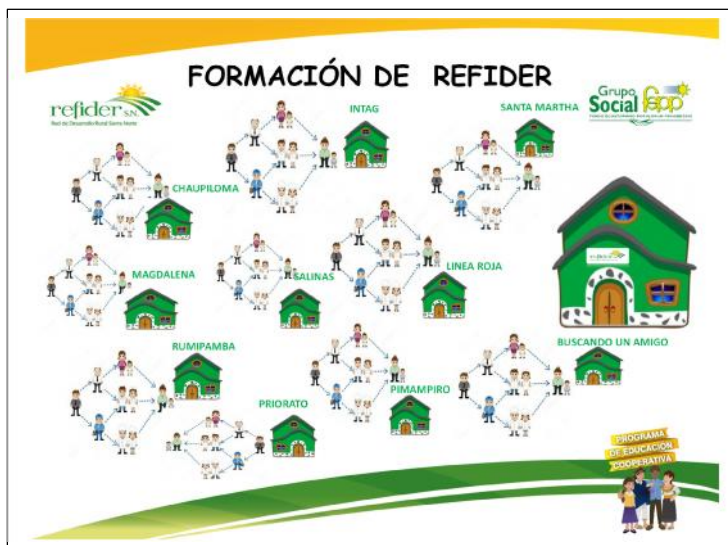 FORMACIÓN DE REFIDER
refider S.N.
Red de Desarrollo Rural Sierra Norte
Grupo
Social fepp
INTAG
SANTA MARTHA
CHAUPILOMA
MAGDALENA
SALINAS
LINEA ROJA
RUMIPAMBA
BUSCANDO UN AMIGO
PRIORATO
PIMAMPIRO
PROGRAMA
DE EDUCACIÓN
COOPERATIVA